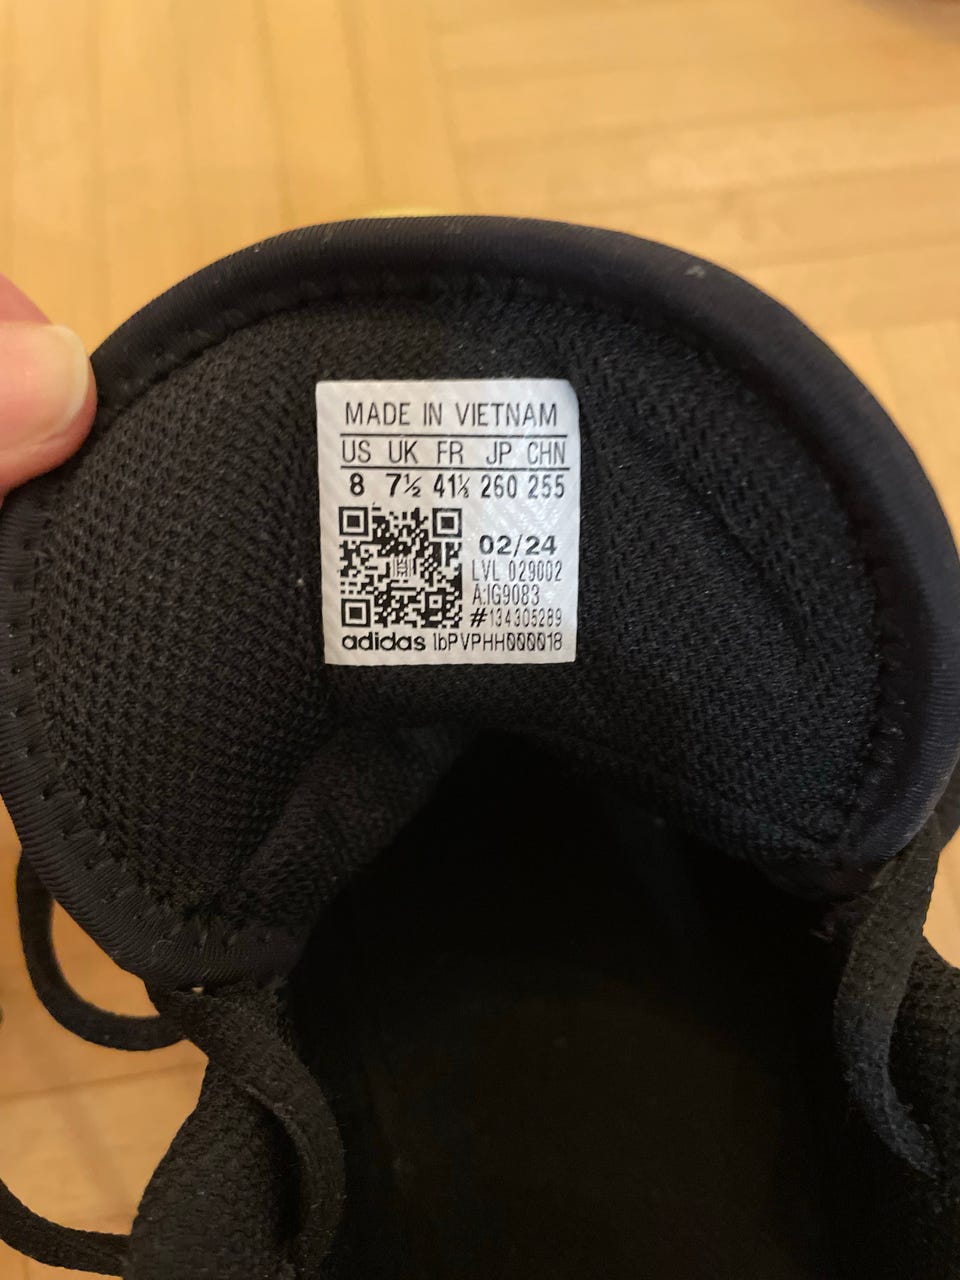 MADE IN VIETNAM
US UK FR JP CHN
8 7½ 41⅓ 260 255
02/24
LVL 029002
A:IG9083
#134305289
adidas lbPVPHH000018